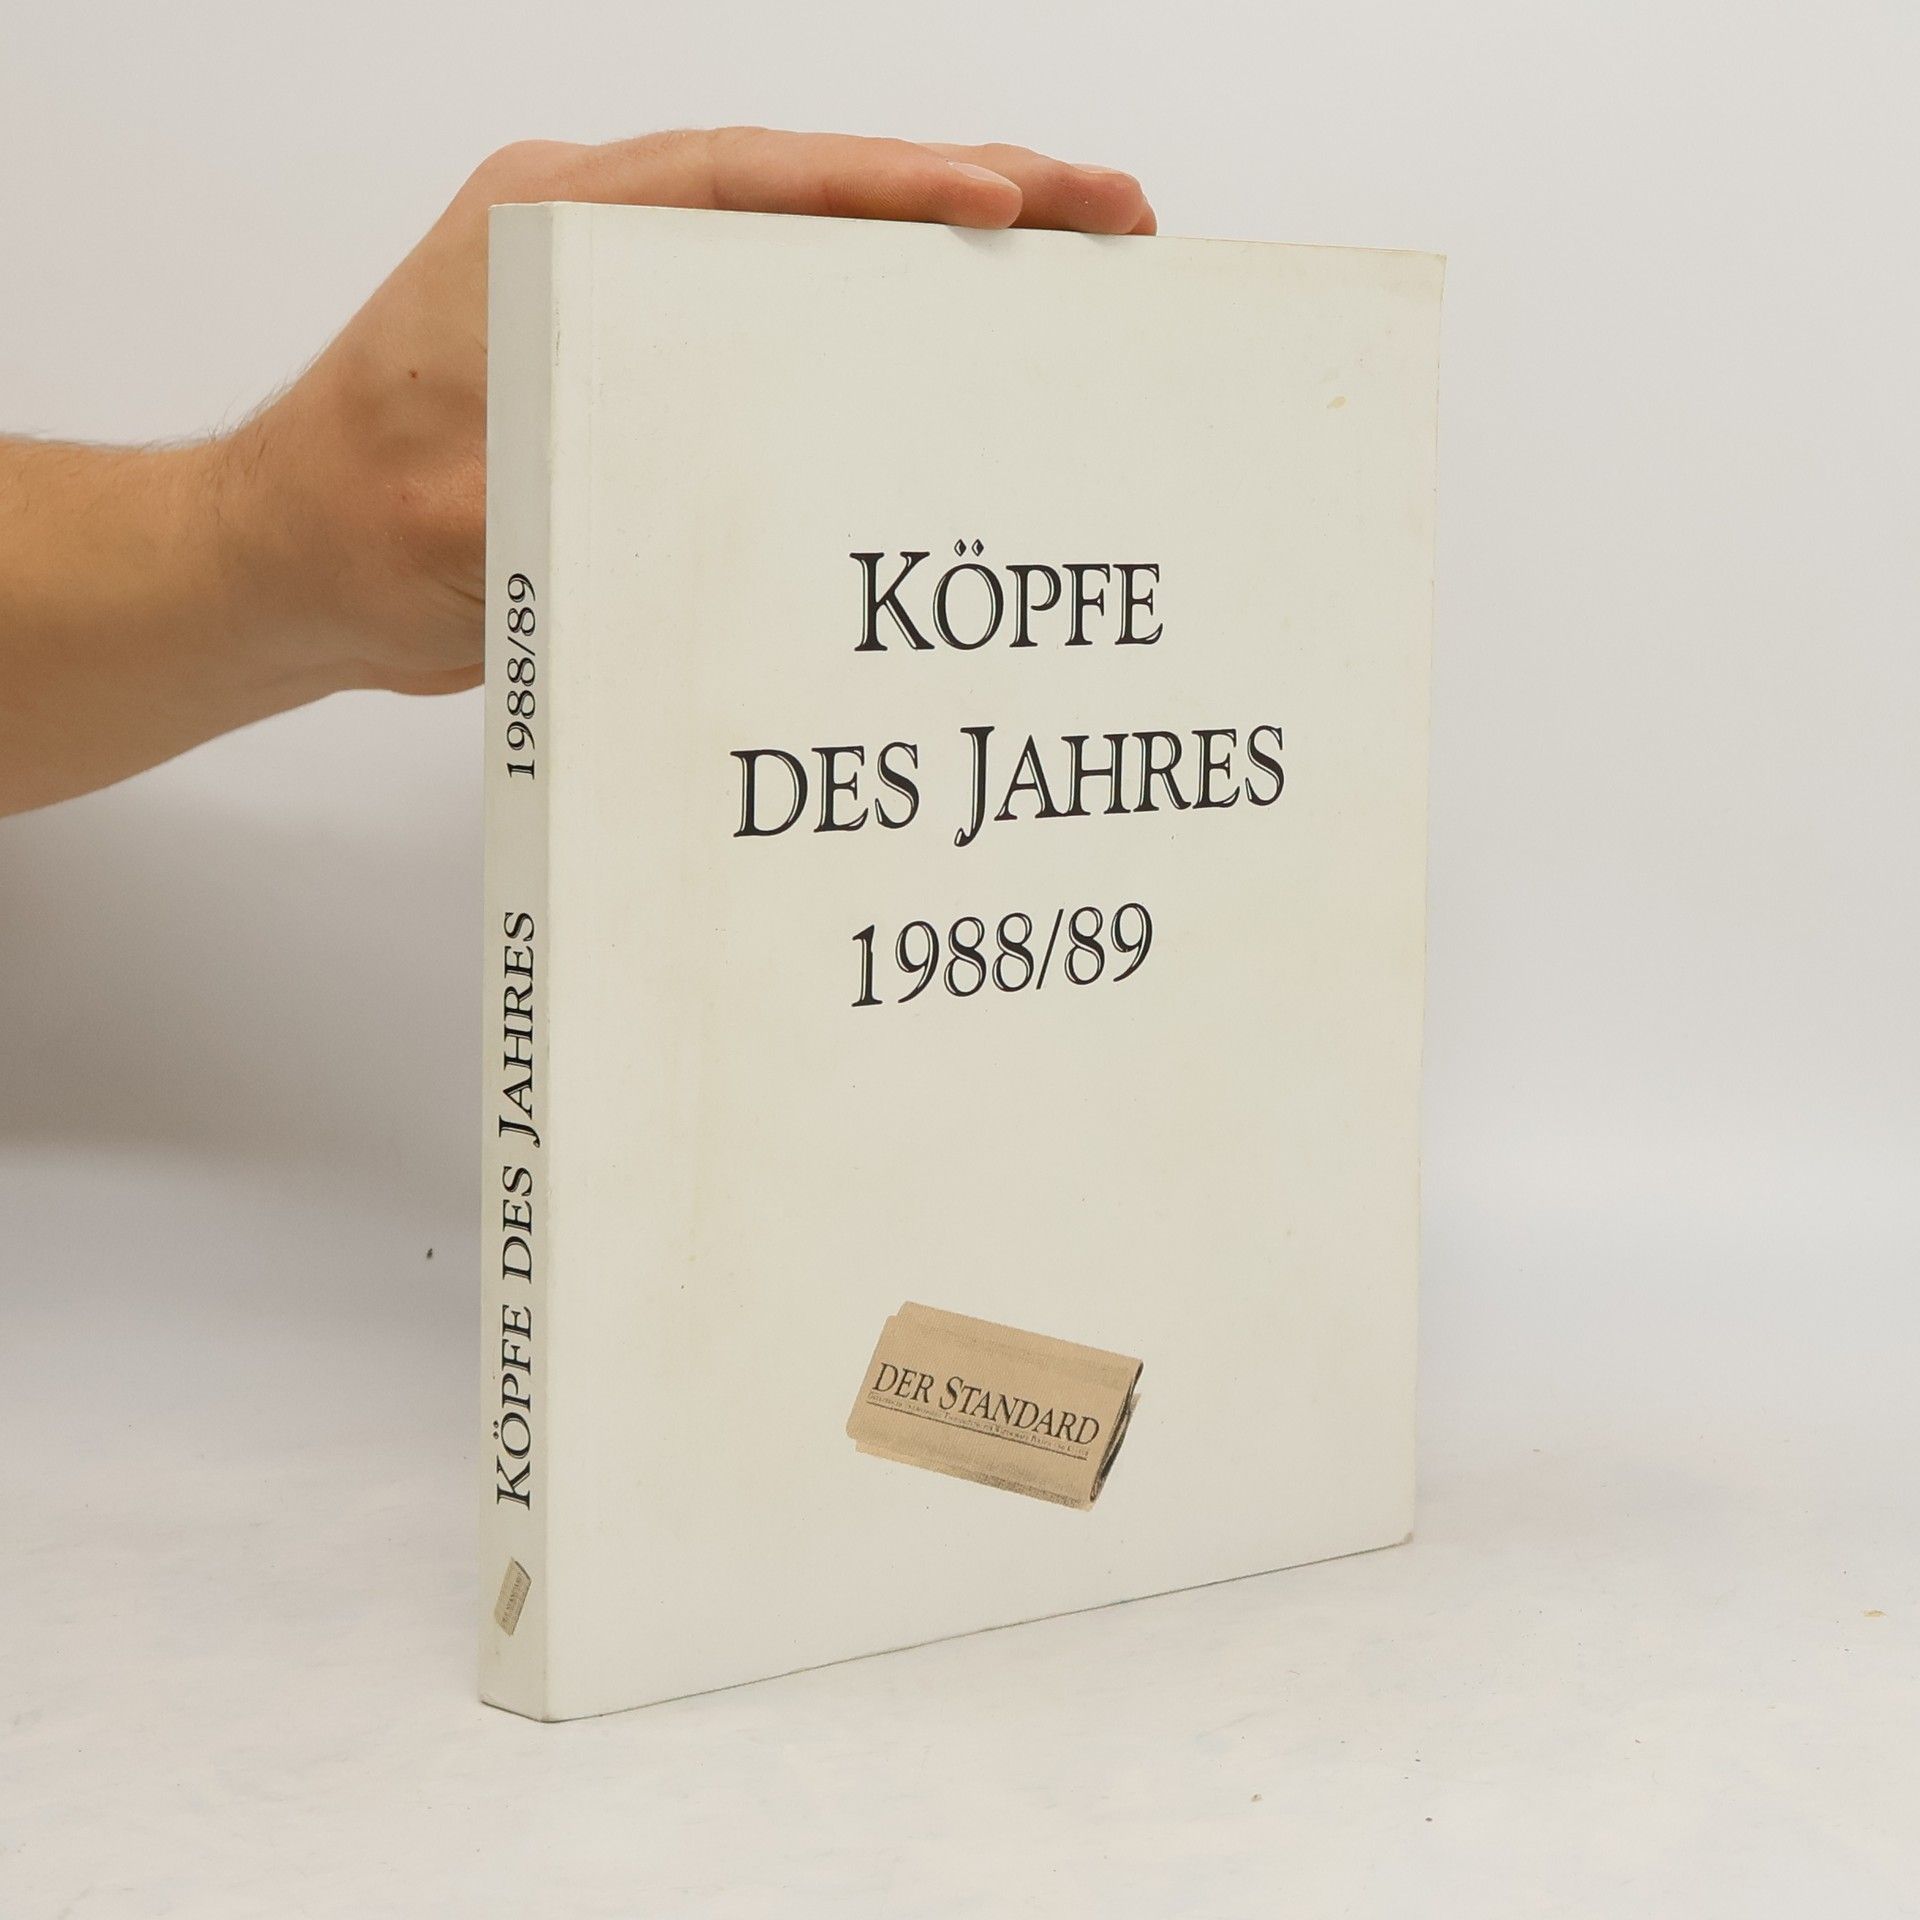 KÖPFE
DES JAHRES
1988/89
DER STANDARD
KÖPFE DES JAHRES 1988/89